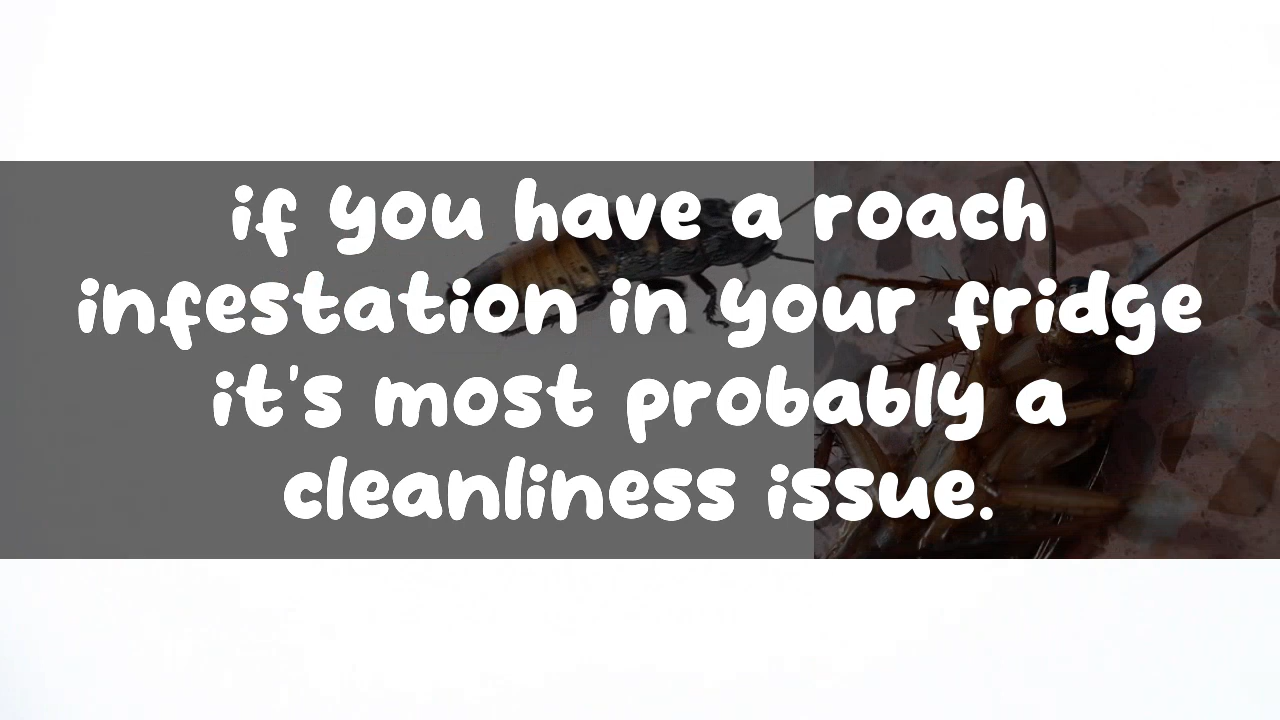 if you have a roach
infestation in your fridge
it's most probably a
cleanliness issue.